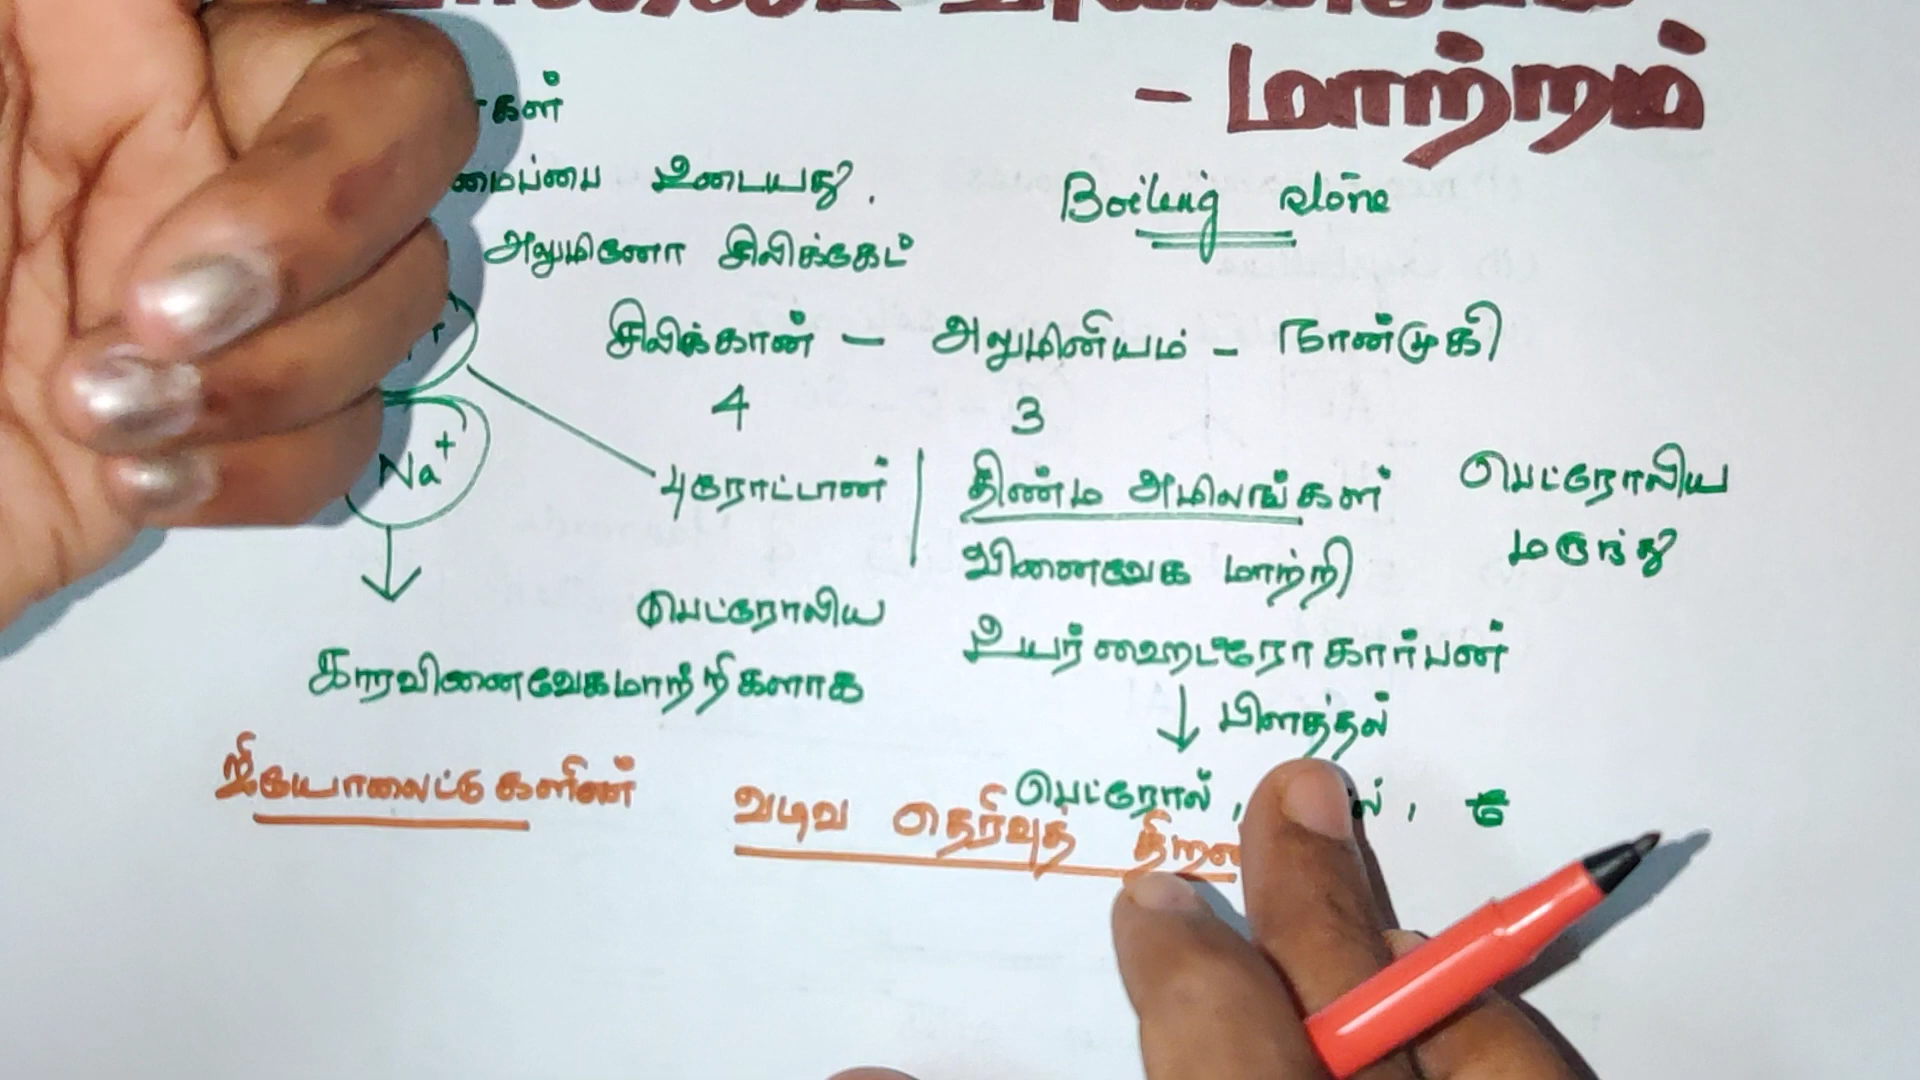 - மாற்றம்
உடையது.
Boiling stone
அலுமினோ சிலிக்கேட்
சிலிக்கான் - அலுமினியம் - நான்முகி
4 3
Na+
புரோட்டான்
திண்ம அமிலங்கள்
பெட்ரோலிய
மருந்து
வினைவேக மாற்றி
பெட்ரோலிய
உயர் ஹைட்ரோ கார்பன்
காரவினைவேகமாற்றிகளாக
பிளத்தல்
பெட்ரோல்,
ஜியோலைட்டுகளின்
வடிவ தெர்வுத்